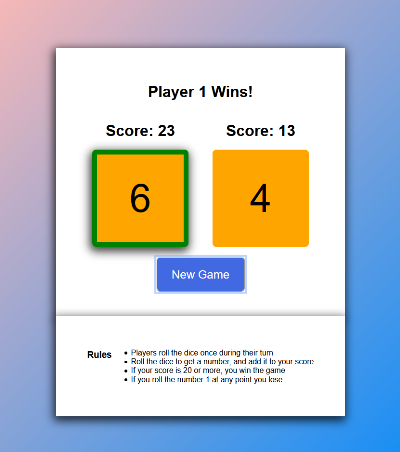 Player 1 Wins!
Score: 23 Score: 13
6 4
New Game
Rules
Players roll the dice once during their turn
Roll the dice to get a number, and add it to your score
If your score is 20 or more, you win the game
If you roll the number 1 at any point you lose